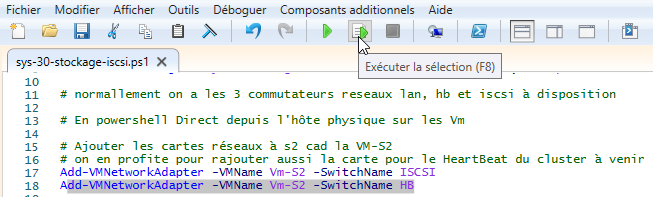 Fichier Modifier Afficher Outils Déboguer Composants additionnels Aide
sys-30-stockage-iscsi.ps1
Exécuter la sélection (F8)
10
11 # normallement on a les 3 commutateurs reseaux lan, hb et iscsi à disposition
12
13 # En powershell Direct depuis l'hôte physique sur les Vm
14
15 # Ajouter les cartes réseaux à s2 cad la VM-S2
16 # on en profite pour rajouter aussi la carte pour le HeartBeat du cluster à venir
17 Add-VMNetworkAdapter -VMName Vm-S2 -SwitchName ISCSI
18 Add-VMNetworkAdapter -VMName Vm-S2 -SwitchName HB